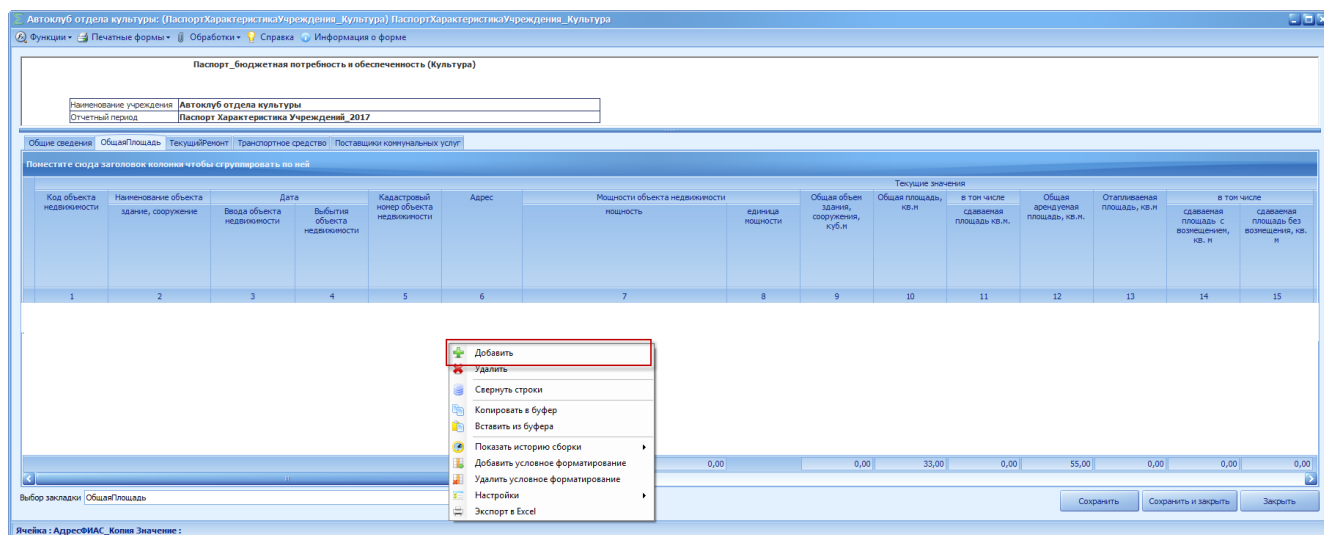 Автоклуб отдела культуры: (ПаспортХарактеристикаУчреждения_Культура) ПаспортХарактеристикаУчреждения_Культура
Функции Печатные формы Обработки Справка Информация о форме
Паспорт_бюджетная потребность и обеспеченность (Культура)
Наименование учреждения Автоклуб отдела культуры
Отчетный период Паспорт Характеристика Учреждений_2017
Общие сведения ОбщаяПлощадь ТекущийРемонт Транспортное средство Поставщики коммунальных услуг
Поместите сюда заголовок колонки чтобы сгруппировать по ней
Текущие значения
Код объекта недвижимости
Наименование объекта
здание, сооружение
Дата
Ввода объекта недвижимости
Выбытия объекта недвижимости
Кадастровый номер объекта недвижимости
Адрес
Мощности объекта недвижимости
мощность
единица мощности
Общая объем здания, сооружения, куб.м
Общая площадь, кв.м
в том числе
сдаваемая площадь кв.м.
Общая арендуемая площадь, кв.м.
Отапливаемая площадь, кв.м
в том числе
сдаваемая площадь с возмещением, кв. м
сдаваемая площадь без возмещения, кв. м
1 2 3 4 5 6 7 8 9 10 11 12 13 14 15
Добавить
Удалить
Свернуть строки
Копировать в буфер
Вставить из буфера
Показать историю сборки
Добавить условное форматирование
Удалить условное форматирование
Настройки
Экспорт в Excel
0,00 0,00 33,00 0,00 55,00 0,00 0,00 0,00
Выбор закладки ОбщаяПлощадь
Сохранить Сохранить и закрыть Закрыть
Ячейка : АдресФИАС_Копия Значение :